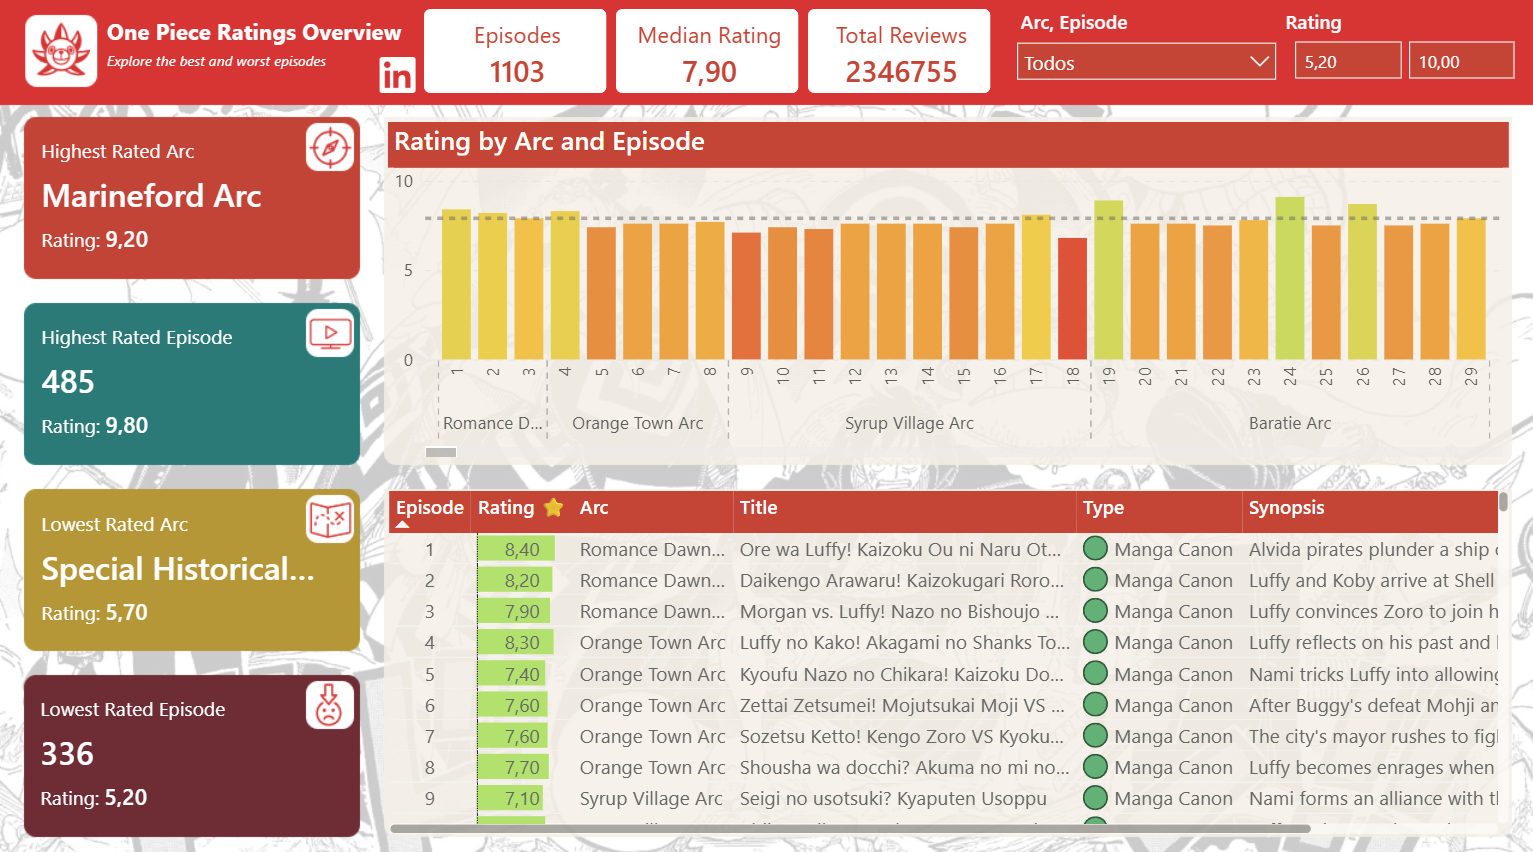 One Piece Ratings Overview
Explore the best and worst episodes
in
Episodes
1103
Median Rating
7,90
Total Reviews
2346755
Arc, Episode
Todos
Rating
5,20
10,00
Highest Rated Arc
Marineford Arc
Rating: 9,20
Highest Rated Episode
485
Rating: 9,80
Lowest Rated Arc
Special Historical...
Rating: 5,70
Lowest Rated Episode
336
Rating: 5,20
Rating by Arc and Episode
10
5
0
1 2 3 4 5 6 7 8 9 10 11 12 13 14 15 16 17 18 19 20 21 22 23 24 25 26 27 28 29
Romance D... Orange Town Arc Syrup Village Arc Baratie Arc
Episode Rating Arc Title Type Synopsis
1 8,40 Romance Dawn... Ore wa Luffy! Kaizoku Ou ni Naru Ot... Manga Canon Alvida pirates plunder a ship
2 8,20 Romance Dawn... Daikengo Arawaru! Kaizokugari Roro... Manga Canon Luffy and Koby arrive at Shell
3 7,90 Romance Dawn... Morgan vs. Luffy! Nazo no Bishoujo ... Manga Canon Luffy convinces Zoro to join
4 8,30 Orange Town Arc Luffy no Kako! Akagami no Shanks To... Manga Canon Luffy reflects on his past and
5 7,40 Orange Town Arc Kyoufu Nazo no Chikara! Kaizoku Do... Manga Canon Nami tricks Luffy into allowing
6 7,60 Orange Town Arc Zettai Zetsumei! Mojutsukai Moji VS ... Manga Canon After Buggy's defeat Mohji
7 7,60 Orange Town Arc Sozetsu Ketto! Kengo Zoro VS Kyoku... Manga Canon The city's mayor rushes to
8 7,70 Orange Town Arc Shousha wa docchi? Akuma no mi no... Manga Canon Luffy becomes enrages when
9 7,10 Syrup Village Arc Seigi no usotsuki? Kyaputen Usoppu Manga Canon Nami forms an alliance with